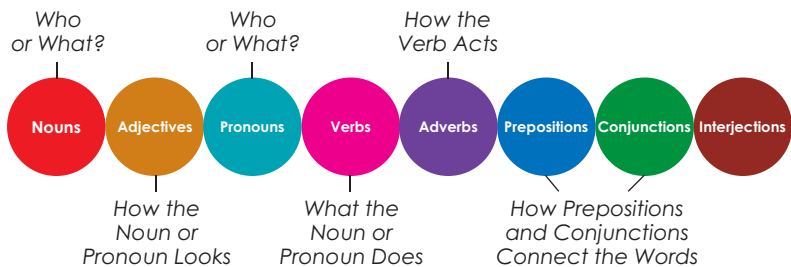 Who
or What?
Who
or What?
How the
Verb Acts
Nouns
Adjectives
Pronouns
Verbs
Adverbs
Prepositions
Conjunctions
Interjections
How the
Noun or
Pronoun Looks
What the
Noun or
Pronoun Does
How Prepositions
and Conjunctions
Connect the Words